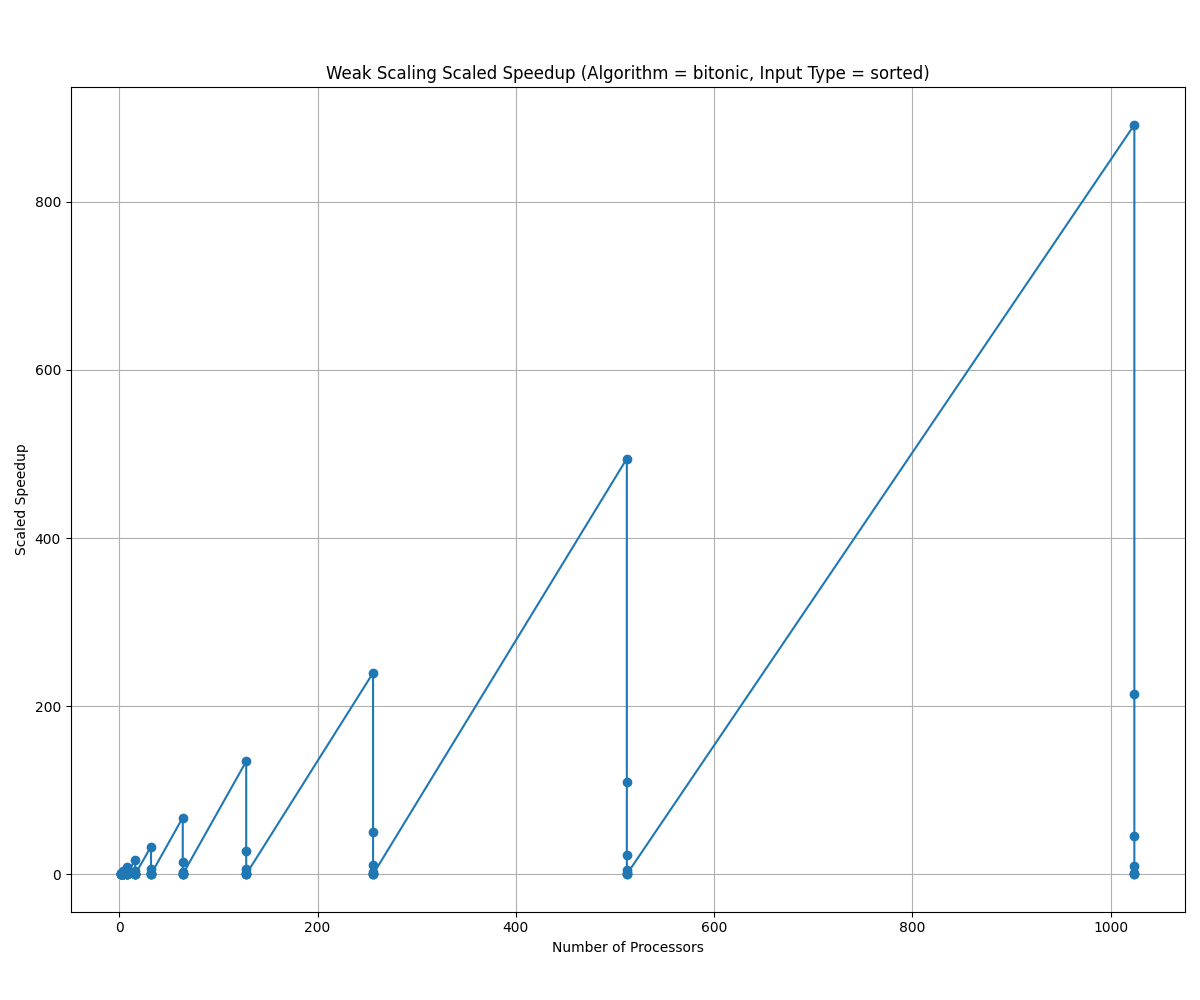 Weak Scaling Scaled Speedup (Algorithm = bitonic, Input Type = sorted)
Scaled Speedup
800
600
400
200
0
0 200 400 600 800 1000
Number of Processors